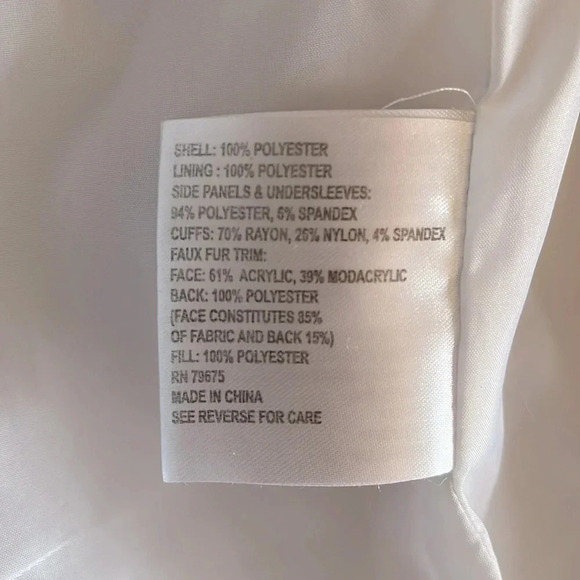 SHELL: 100% POLYESTER
LINING : 100% POLYESTER
SIDE PANELS & UNDERSLEEVES:
94% POLYESTER, 6% SPANDEX
CUFFS: 70% RAYON, 26% NYLON, 4% SPANDEX
FAUX FUR TRIM:
FACE: 61% ACRYLIC, 39% MODACRYLIC
BACK: 100% POLYESTER
(FACE CONSTITUTES 85%
OF FABRIC AND BACK 15%)
FILL: 100% POLYESTER
RN 79675
MADE IN CHINA
SEE REVERSE FOR CARE